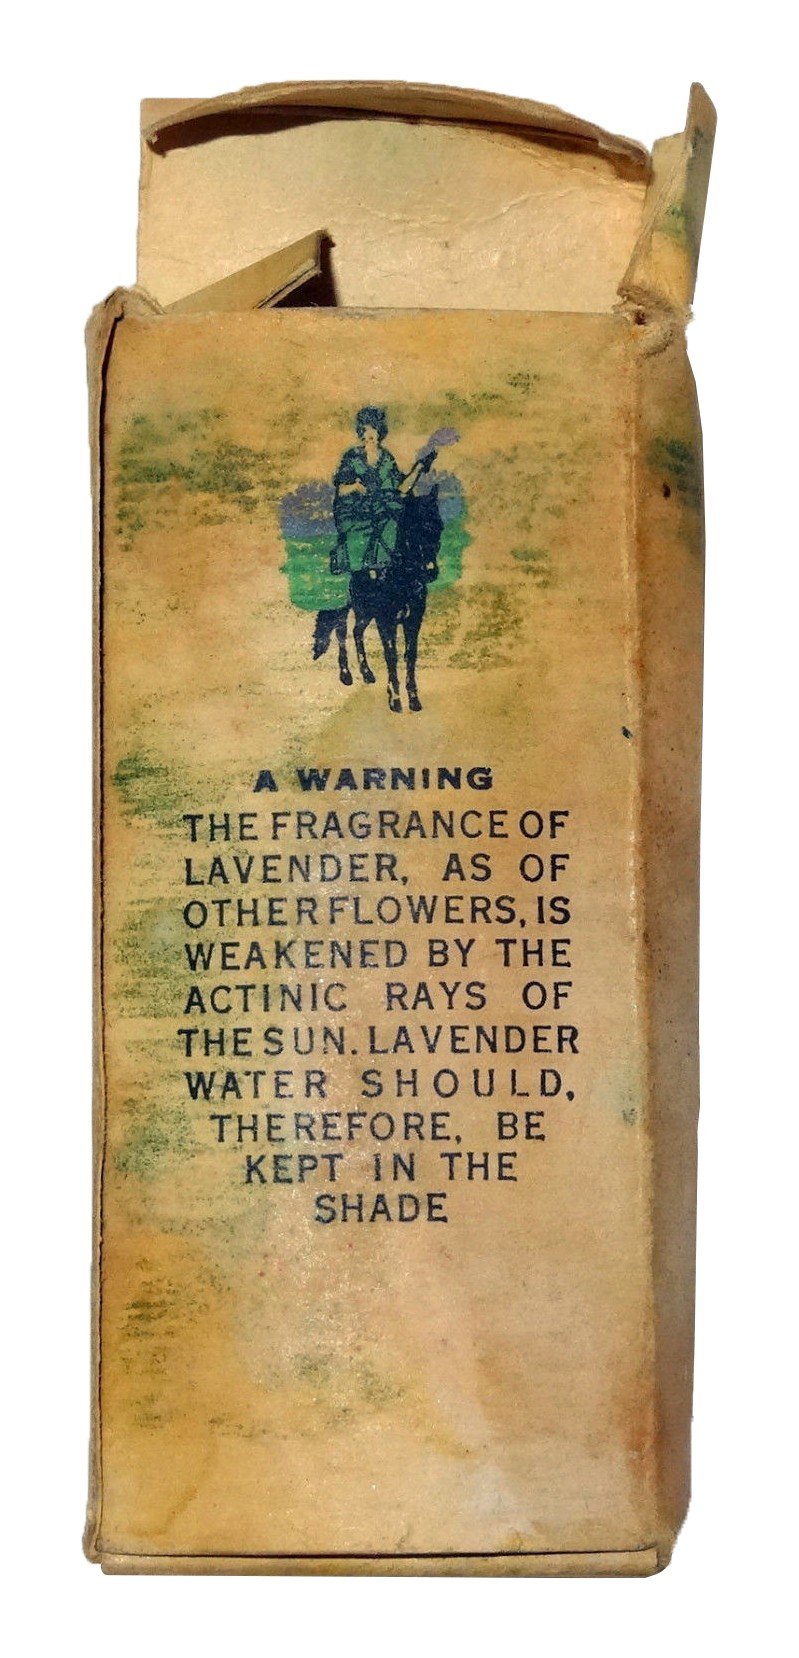 A WARNING
THE FRAGRANCE OF
LAVENDER, AS OF
OTHER FLOWERS, IS
WEAKENED BY THE
ACTINIC RAYS OF
THE SUN. LAVENDER
WATER SHOULD,
THEREFORE, BE
KEPT IN THE
SHADE